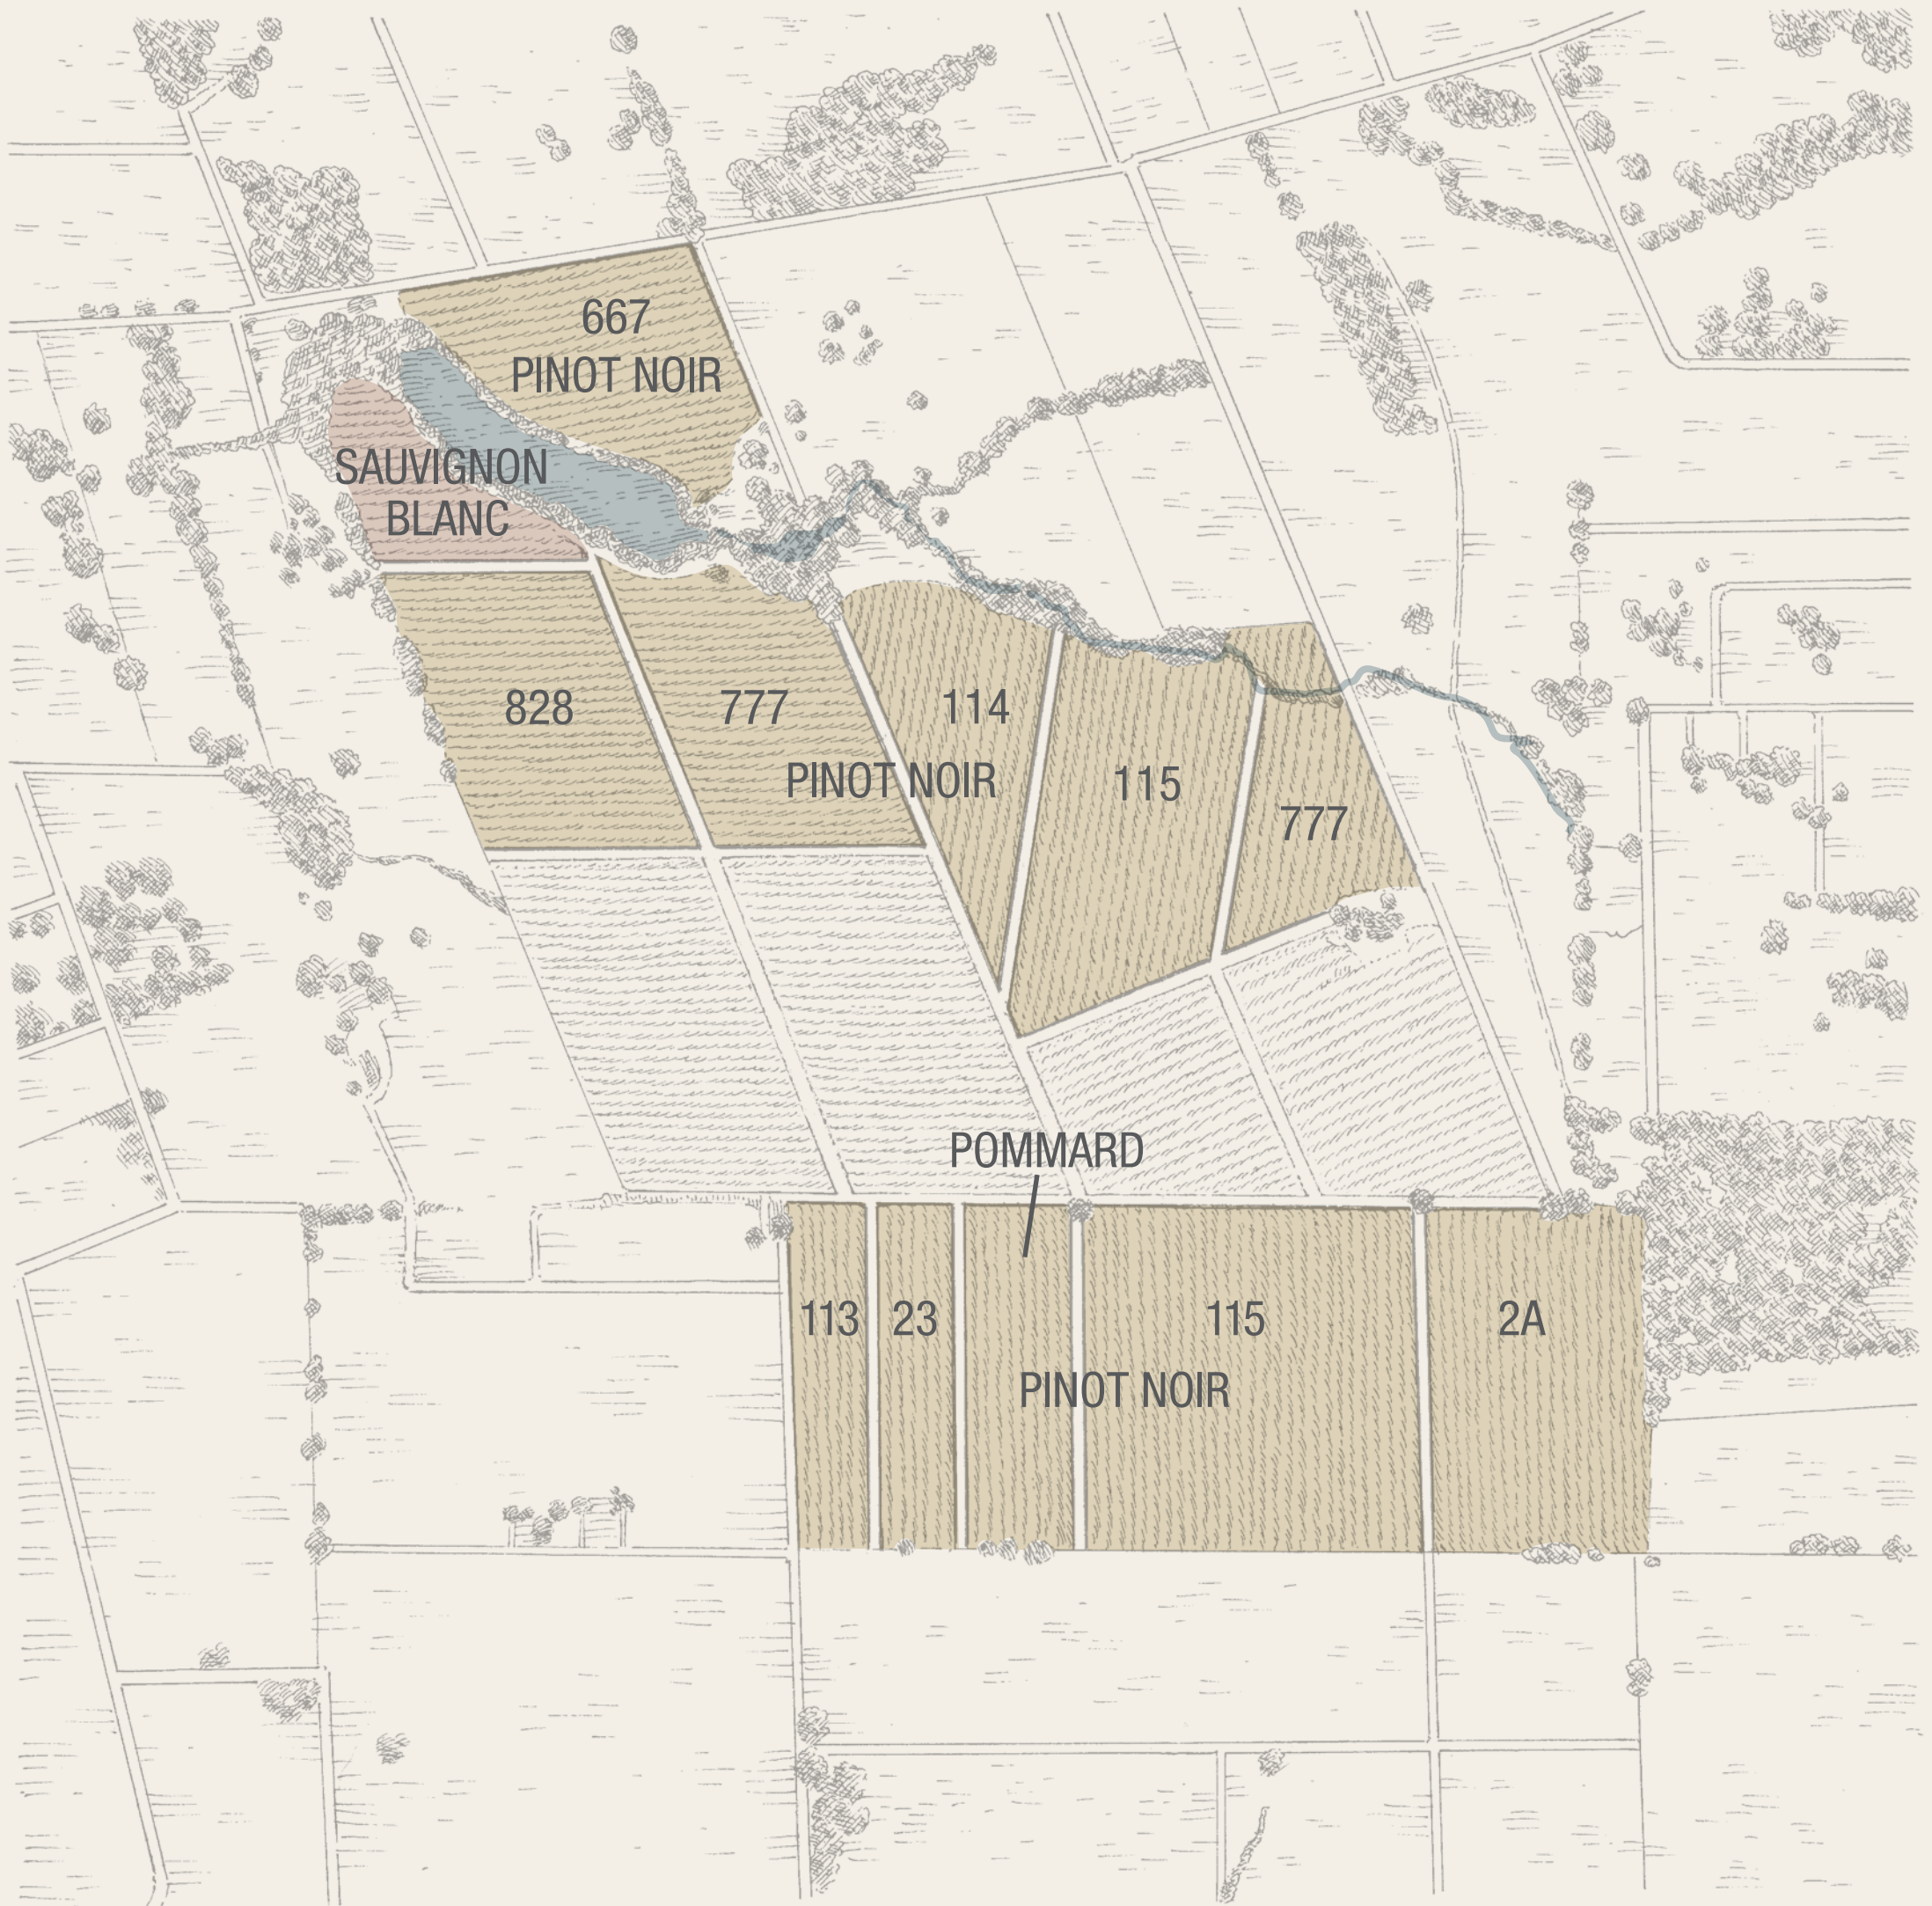 667
PINOT NOIR
SAUVIGNON
BLANC
828
777
114
PINOT NOIR
115
777
POMMARD
113
23
115
2A
PINOT NOIR